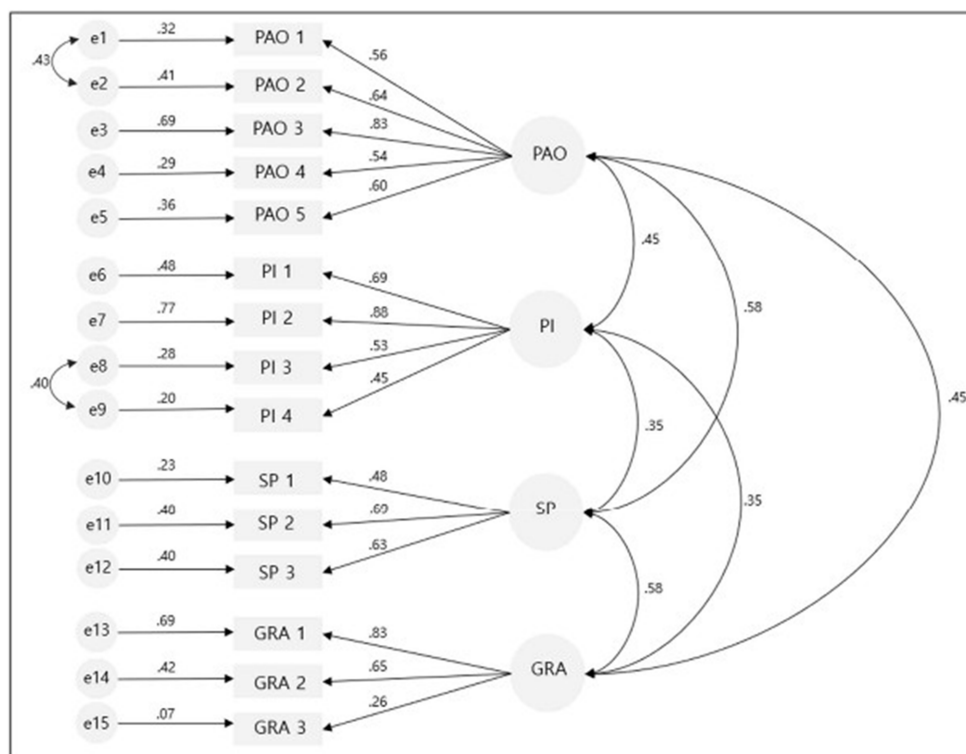 e1 .32 PAO 1 .56
.43
e2 .41 PAO 2 .64
e3 .69 PAO 3 .83
PAO
e4 .29 PAO 4 .54
e5 .36 PAO 5 .60
.45
e6 .48 PI 1 .69
.58
e7 .77 PI 2 .88
PI
e8 .28 PI 3 .53
.40
e9 .20 PI 4 .45
.45
.35
e10 .23 SP 1 .48
.35
e11 .40 SP 2 .69
SP
e12 .40 SP 3 .63
.58
e13 .69 GRA 1 .83
e14 .42 GRA 2 .65
GRA
e15 .07 GRA 3 .26